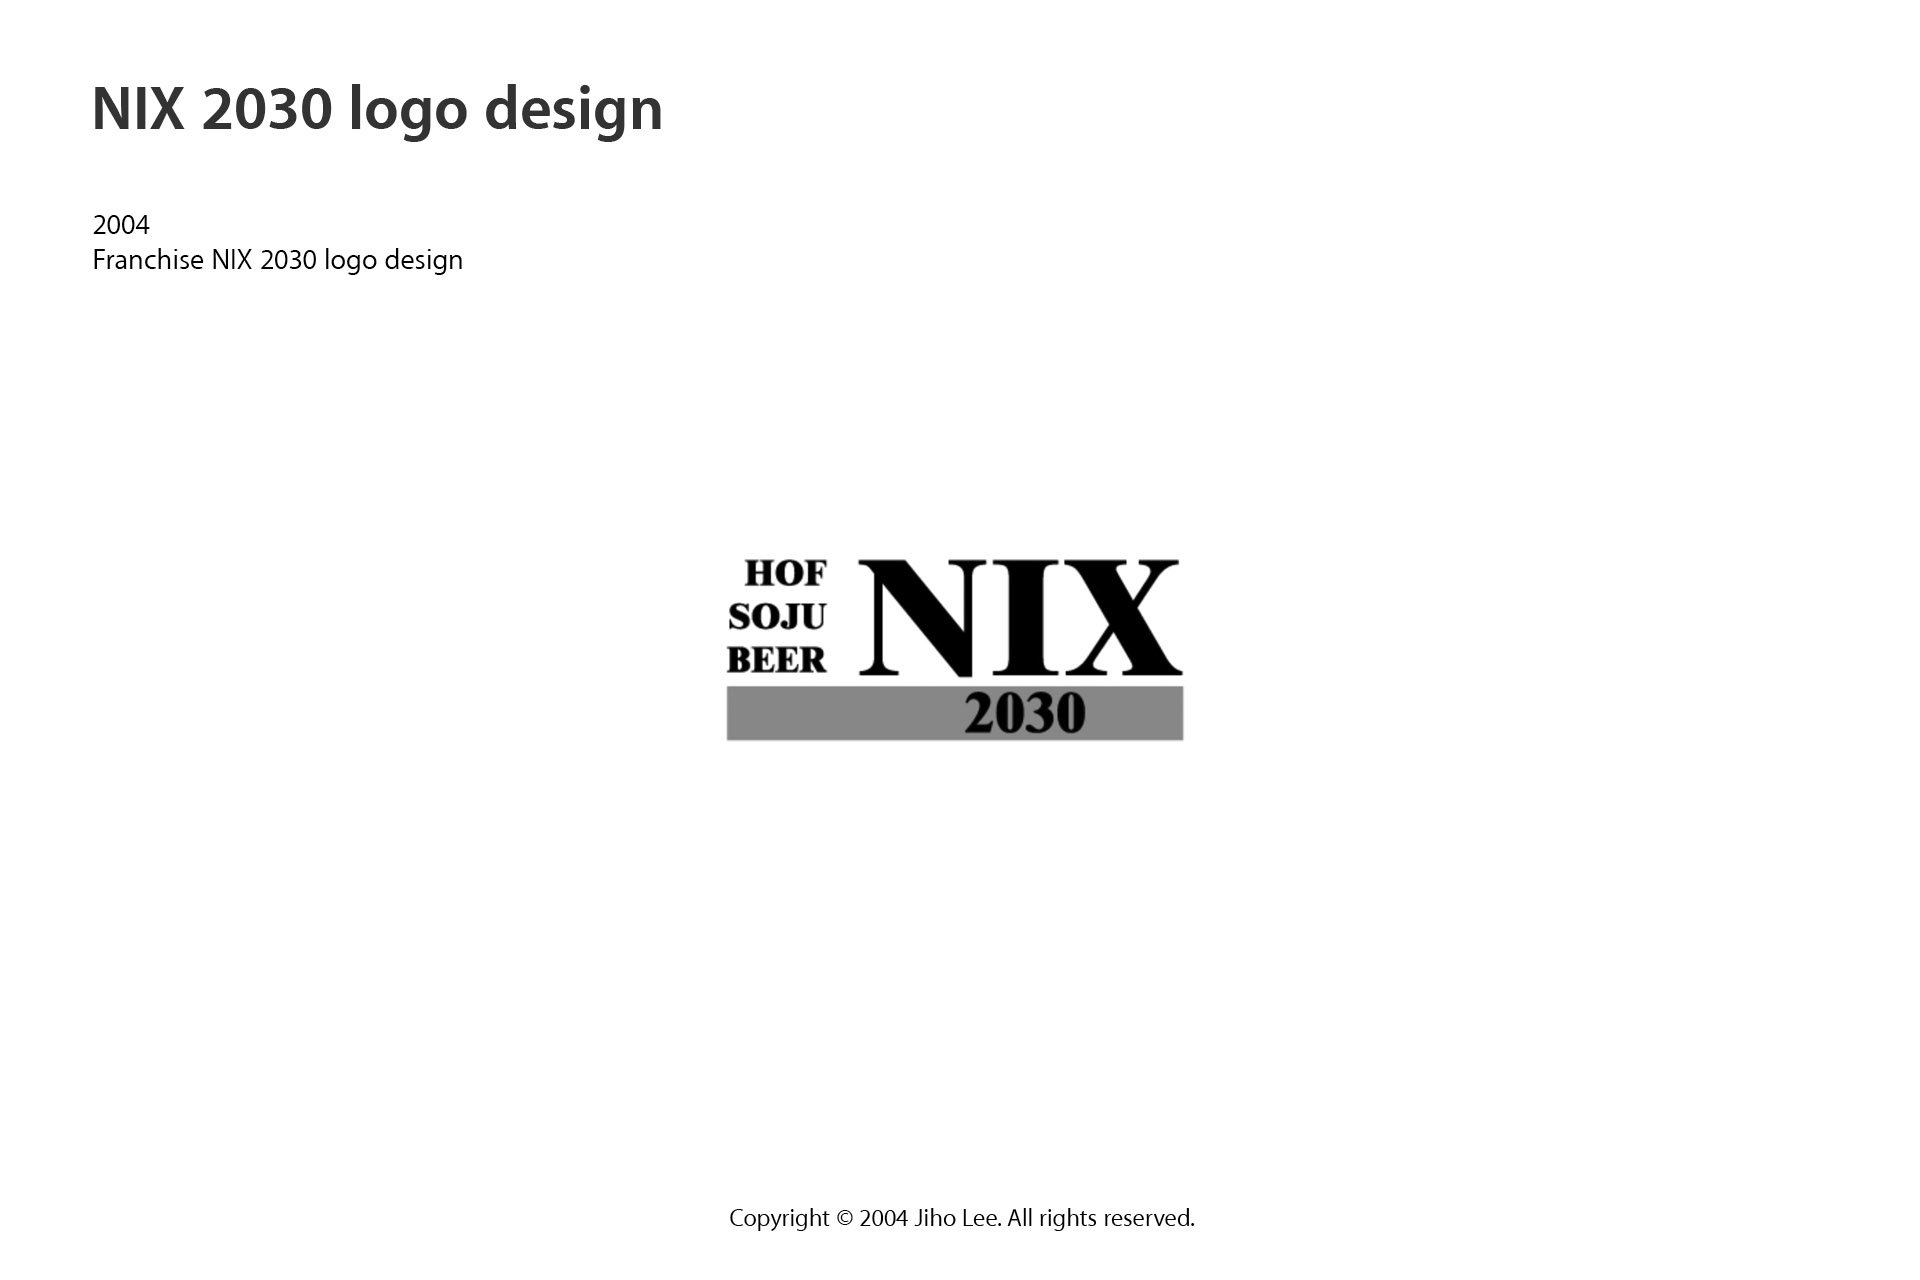 NIX 2030 logo design
2004
Franchise NIX 2030 logo design
HOF
SOJU
BEER
NIX
2030
Copyright © 2004 Jiho Lee. All rights reserved.